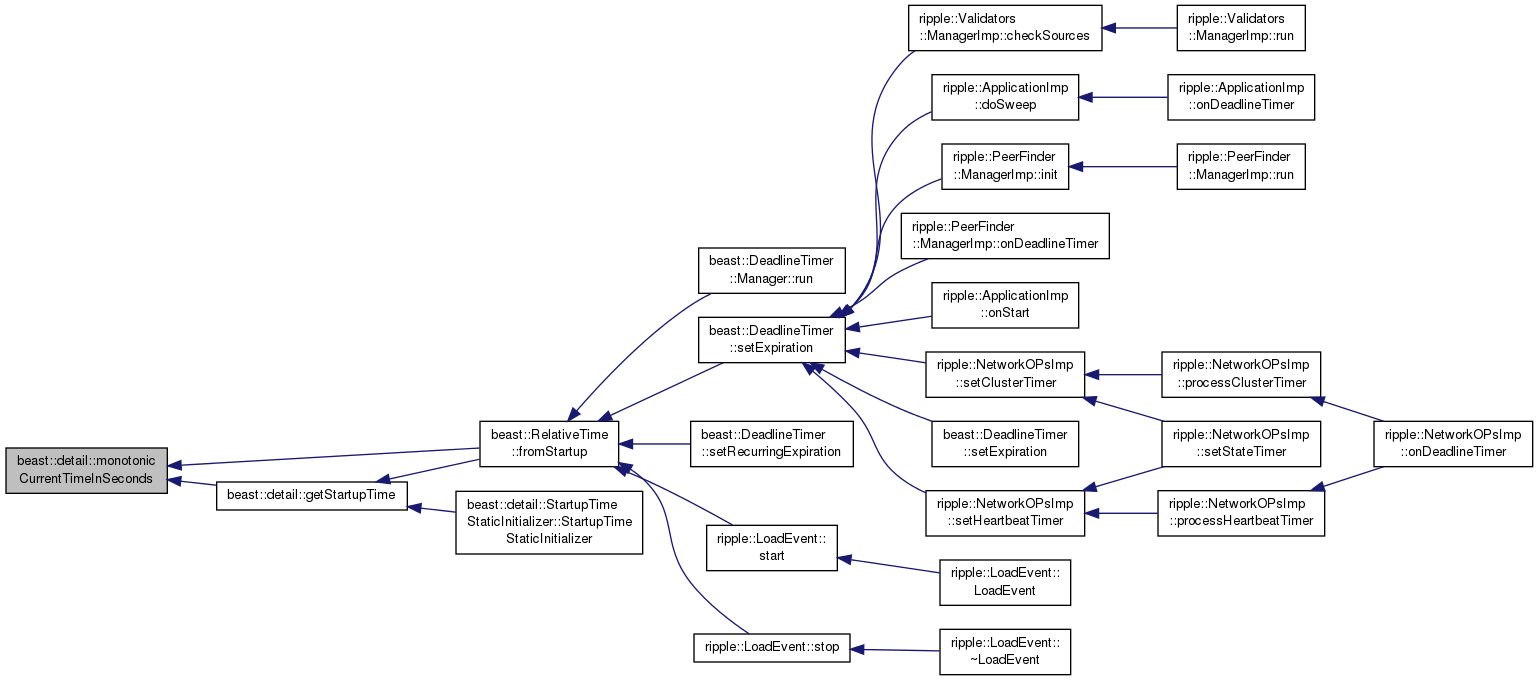 ripple::Validators
::ManagerImp::checkSources
ripple::Validators
::ManagerImp::run
ripple::ApplicationImp
::doSweep
ripple::ApplicationImp
::onDeadlineTimer
ripple::PeerFinder
::ManagerImp::init
ripple::PeerFinder
::ManagerImp::run
ripple::PeerFinder
::ManagerImp::onDeadlineTimer
beast::DeadlineTimer
::Manager::run
ripple::ApplicationImp
::onStart
beast::DeadlineTimer
::setExpiration
ripple::NetworkOPsImp
::setClusterTimer
ripple::NetworkOPsImp
::processClusterTimer
beast::RelativeTime
::fromStartup
beast::DeadlineTimer
::setRecurringExpiration
beast::DeadlineTimer
::setExpiration
ripple::NetworkOPsImp
::setStateTimer
ripple::NetworkOPsImp
::onDeadlineTimer
beast::detail::monotonic
CurrentTimeInSeconds
beast::detail::getStartupTime
beast::detail::StartupTime
StaticInitializer::StartupTime
StaticInitializer
ripple::NetworkOPsImp
::setHeartbeatTimer
ripple::NetworkOPsImp
::processHeartbeatTimer
ripple::LoadEvent::
start
ripple::LoadEvent::
LoadEvent
ripple::LoadEvent::stop
ripple::LoadEvent::
~LoadEvent